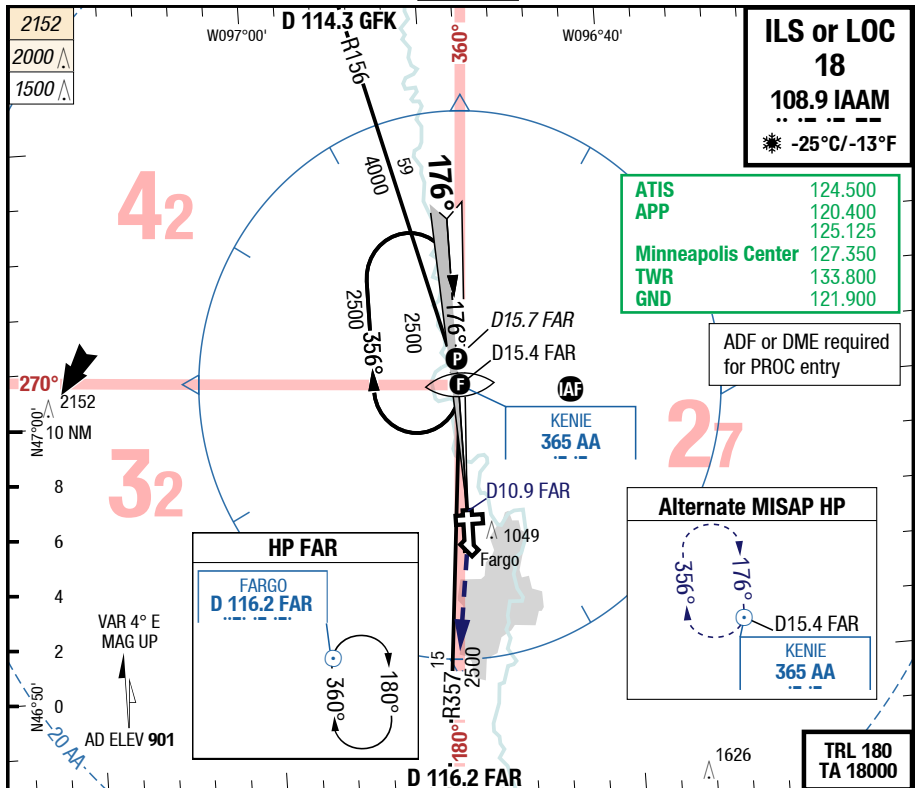 2152
2000
1500
W097°00'
D 114.3 GFK
360°
W096°40'
ILS or LOC
18
108.9 IAAM
-25°C/-13°F
R156
59
4000
176°
42
ATIS 124.500
APP 120.400
125.125
Minneapolis Center 127.350
TWR 133.800
GND 121.900
2500
2500
356°
176°
D15.7 FAR
P
D15.4 FAR
F
ADF or DME required
for PROC entry
270°
2152
N47°00'
10 NM
IAF
KENIE
365 AA
27
32
8
6
4
2
0
D10.9 FAR
1049
Fargo
HP FAR
FARGO
D 116.2 FAR
360°
180°
Alternate MISAP HP
356°
176°
D15.4 FAR
KENIE
365 AA
VAR 4° E
MAG UP
N46°50'
AD ELEV 901
20 AA
15
2500
R357
180°
D 116.2 FAR
1626
TRL 180
TA 18000